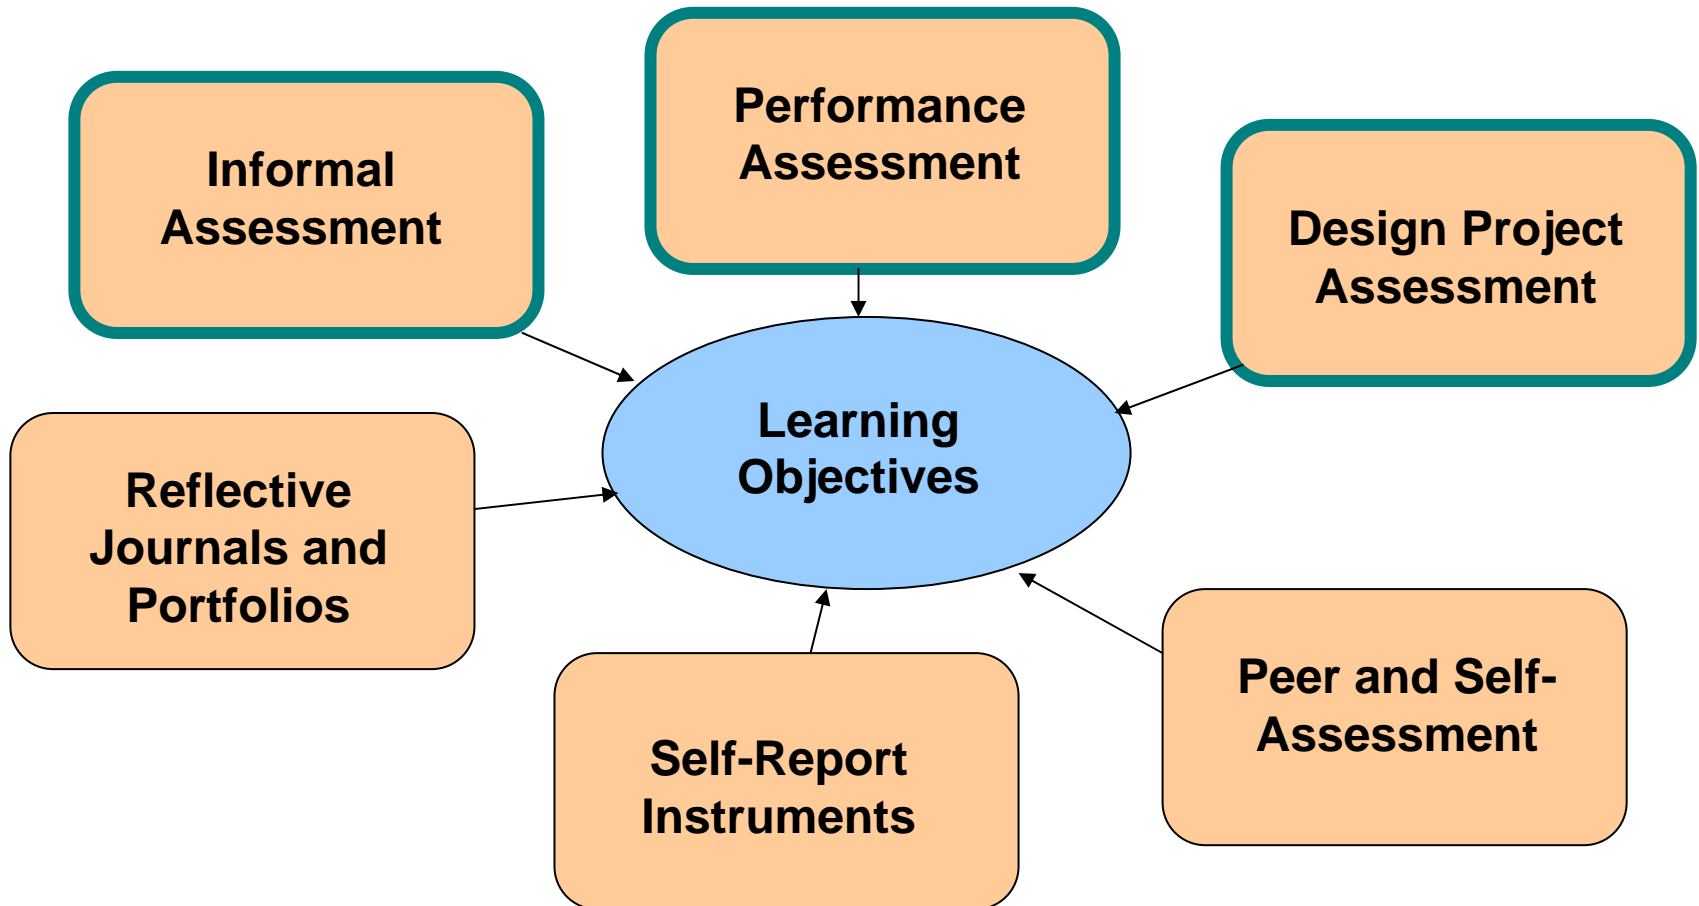 Performance
Assessment
Informal
Assessment
Design Project
Assessment
Learning
Objectives
Reflective
Journals and
Portfolios
Peer and Self-
Assessment
Self-Report
Instruments